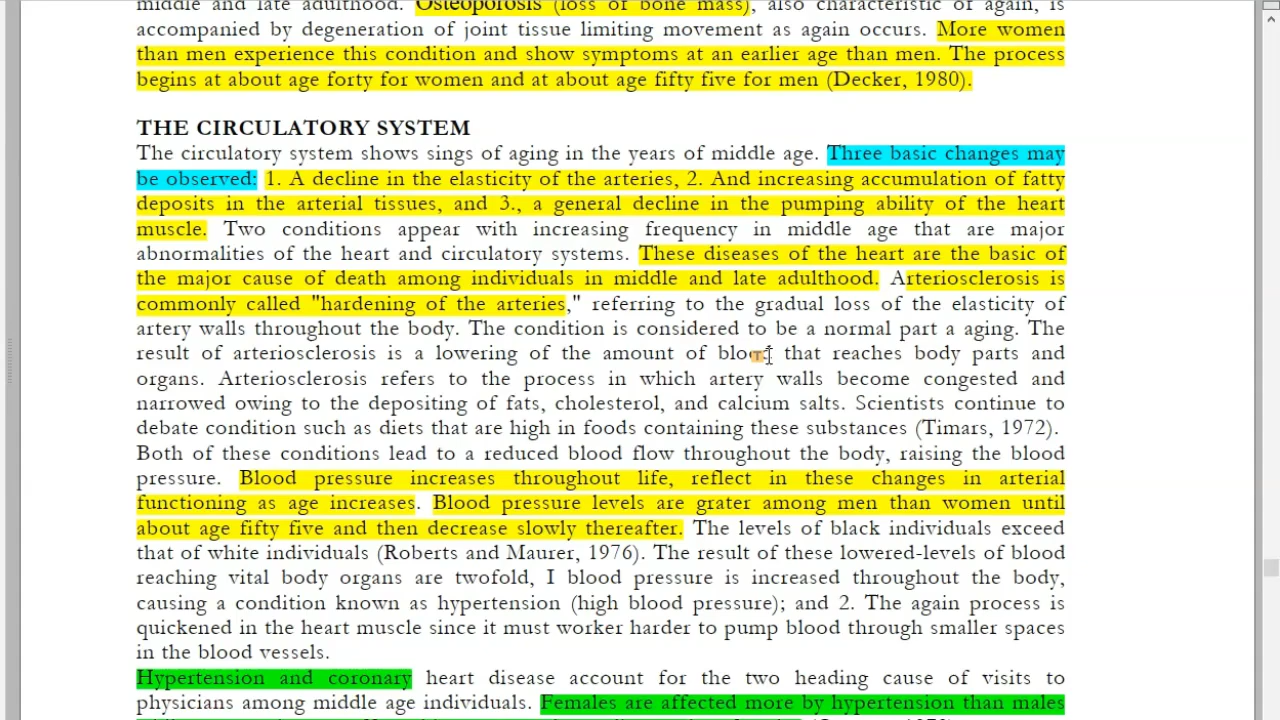 middle and late adulthood. Osteoporosis (loss of bone mass), also characteristic of again, is
accompanied by degeneration of joint tissue limiting movement as again occurs. More women
than men experience this condition and show symptoms at an earlier age than men. The process
begins at about age forty for women and at about age fifty five for men (Decker, 1980).
THE CIRCULATORY SYSTEM
The circulatory system shows sings of aging in the years of middle age. Three basic changes may
be observed: 1. A decline in the elasticity of the arteries, 2. And increasing accumulation of fatty
deposits in the arterial tissues, and 3., a general decline in the pumping ability of the heart
muscle. Two conditions appear with increasing frequency in middle age that are major
abnormalities of the heart and circulatory systems. These diseases of the heart are the basic of
the major cause of death among individuals in middle and late adulthood. Arteriosclerosis is
commonly called "hardening of the arteries," referring to the gradual loss of the elasticity of
artery walls throughout the body. The condition is considered to be a normal part a aging. The
result of arteriosclerosis is a lowering of the amount of blood that reaches body parts and
organs. Arteriosclerosis refers to the process in which artery walls become congested and
narrowed owing to the depositing of fats, cholesterol, and calcium salts. Scientists continue to
debate condition such as diets that are high in foods containing these substances (Timars, 1972).
Both of these conditions lead to a reduced blood flow throughout the body, raising the blood
pressure. Blood pressure increases throughout life, reflect in these changes in arterial
functioning as age increases. Blood pressure levels are grater among men than women until
about age fifty five and then decrease slowly thereafter. The levels of black individuals exceed
that of white individuals (Roberts and Maurer, 1976). The result of these lowered-levels of blood
reaching vital body organs are twofold, I blood pressure is increased throughout the body,
causing a condition known as hypertension (high blood pressure); and 2. The again process is
quickened in the heart muscle since it must worker harder to pump blood through smaller spaces
in the blood vessels.
Hypertension and coronary heart disease account for the two heading cause of visits to
physicians among middle age individuals. Females are affected more by hypertension than males